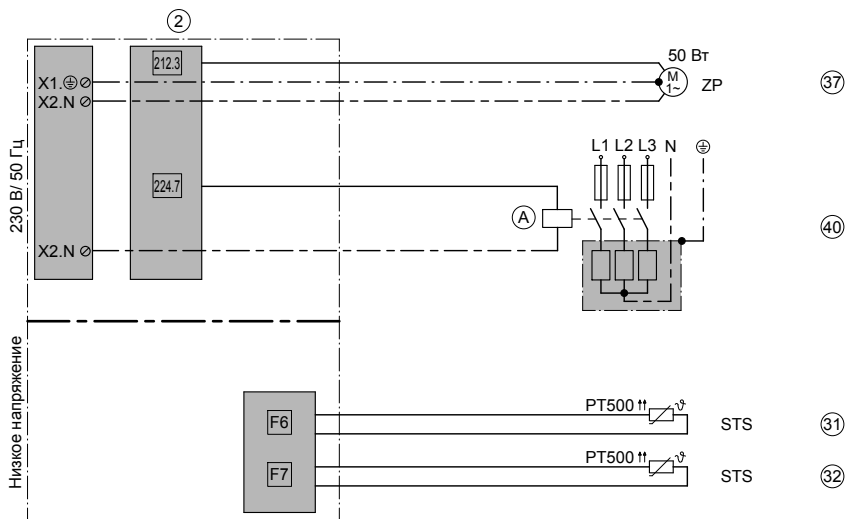 2
212.3
50 Вт
X1.
M
1~
ZP
37
X2.N
230 В/ 50 Гц
L1 L2 L3 N
224.7
A
40
X2.N
Низкое напряжение
PT500
ϑ
F6
STS
31
PT500
ϑ
F7
STS
32